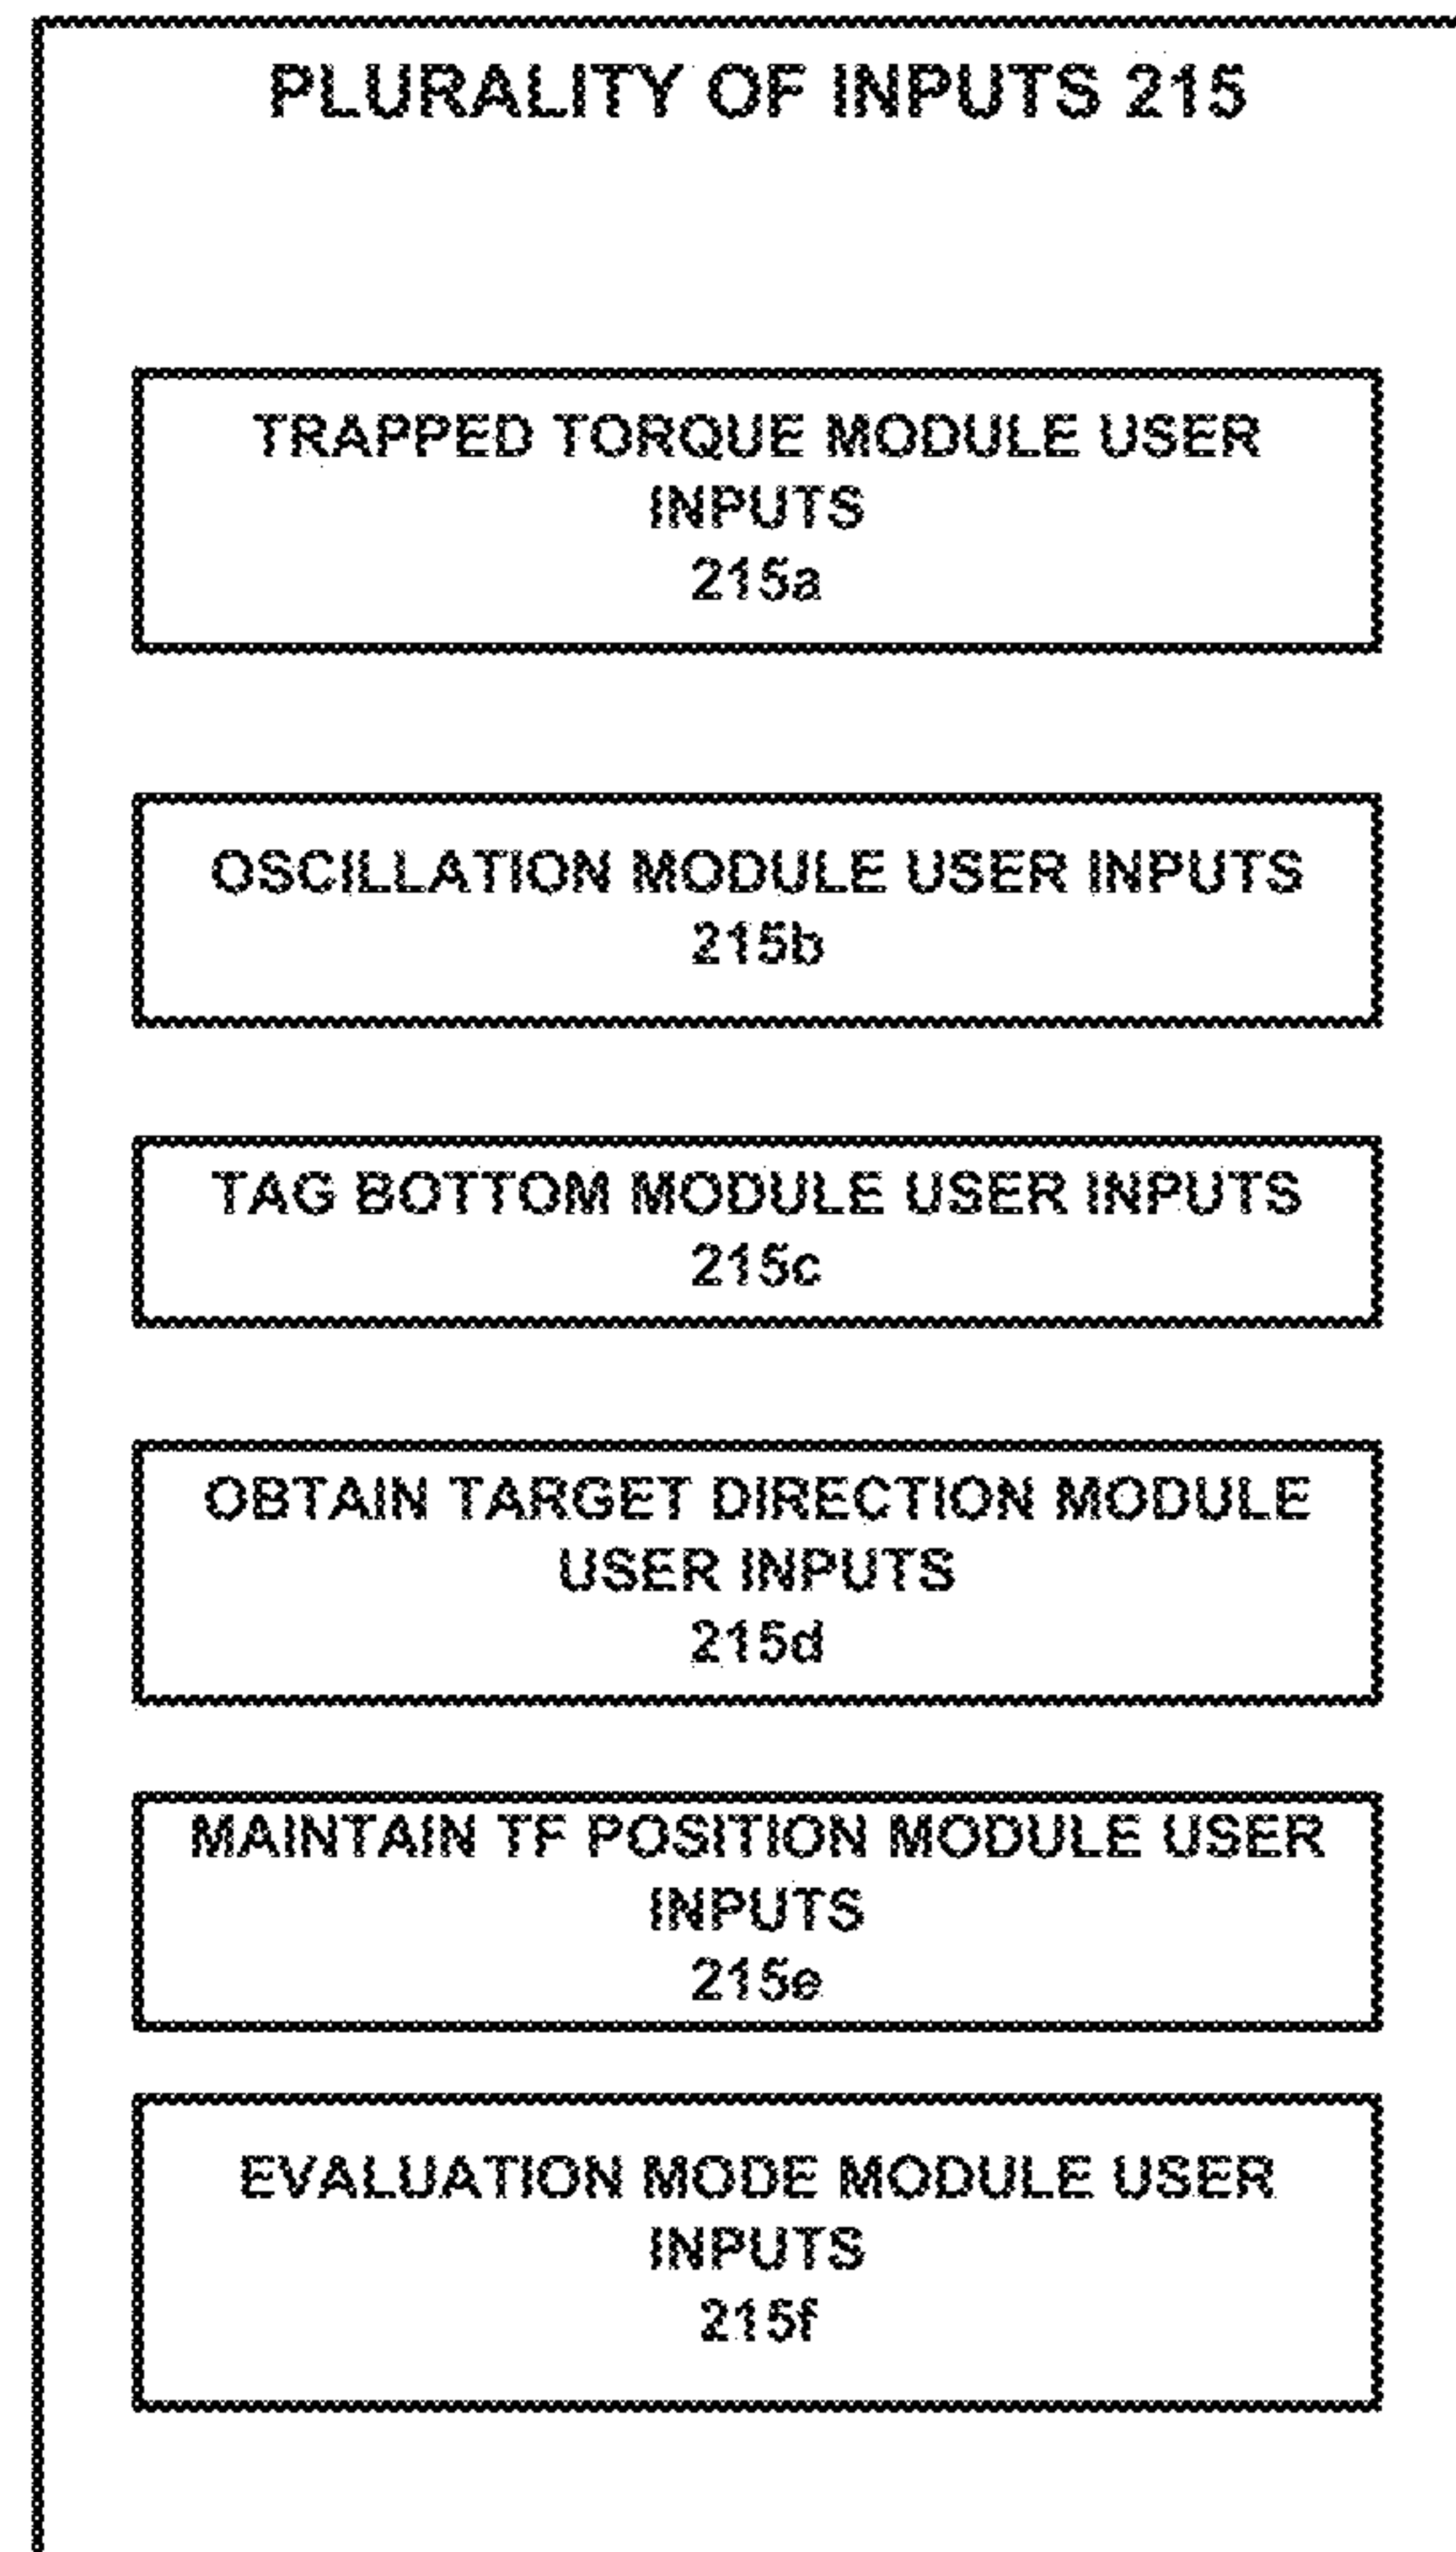 PLURALITY OF INPUTS 215
TRAPPED TORQUE MODULE USER
INPUTS
215a
OSCILLATION MODULE USER INPUTS
215b
TAG BOTTOM MODULE USER INPUTS
215c
OBTAIN TARGET DIRECTION MODULE
USER INPUTS
215d
MAINTAIN TF POSITION MODULE USER
INPUTS
215e
EVALUATION MODE MODULE USER
INPUTS
215f